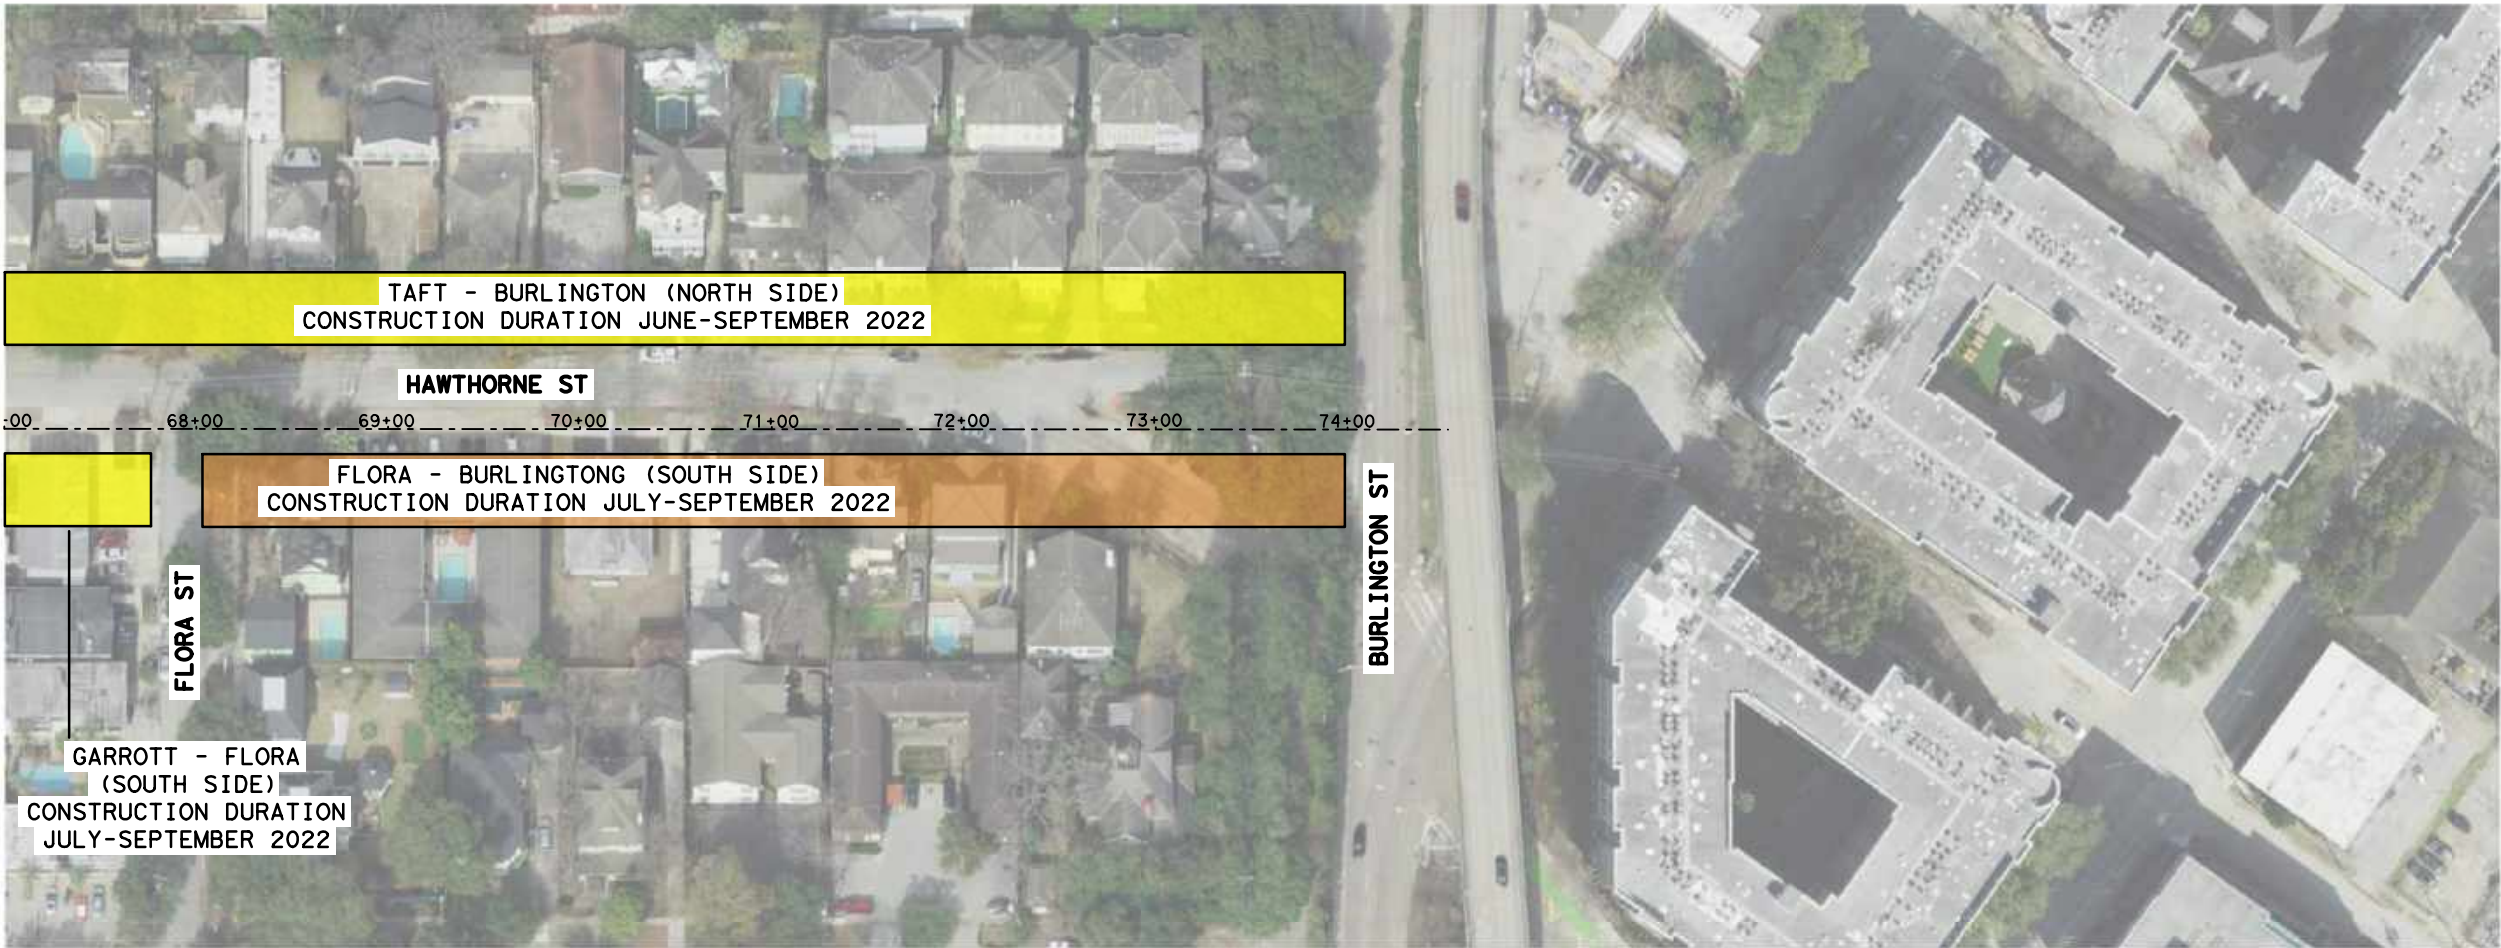 TAFT - BURLINGTON (NORTH SIDE)
CONSTRUCTION DURATION JUNE-SEPTEMBER 2022
HAWTHORNE ST
+00 68+00 69+00 70+00 71+00 72+00 73+00 74+00
FLORA - BURLINGTONG (SOUTH SIDE)
CONSTRUCTION DURATION JULY-SEPTEMBER 2022
BURLINGTON ST
FLORA ST
GARROTT - FLORA
(SOUTH SIDE)
CONSTRUCTION DURATION
JULY-SEPTEMBER 2022